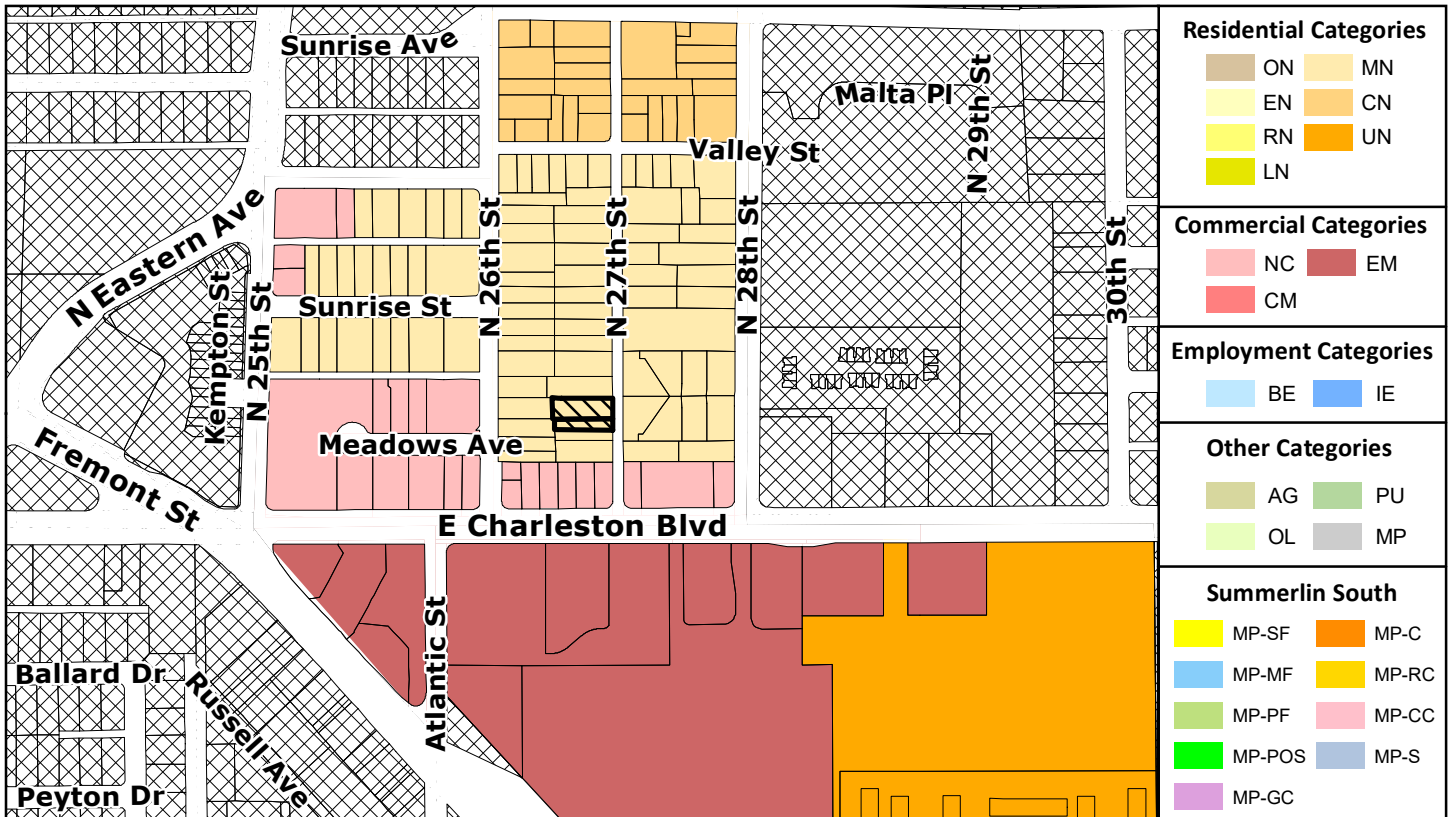 Sunrise Ave
Malta Pl
N 29th St
Valley St
N Eastern Ave
N 26th St
N 27th St
N 28th St
30th St
Kempton St
N 25th St
Sunrise St
Meadows Ave
Fremont St
E Charleston Blvd
Atlantic St
Ballard Dr
Russell Ave
Peyton Dr
Residential Categories
ON MN
EN CN
RN UN
LN
Commercial Categories
NC EM
CM
Employment Categories
BE IE
Other Categories
AG PU
OL MP
Summerlin South
MP-SF MP-C
MP-MF MP-RC
MP-PF MP-CC
MP-POS MP-S
MP-GC